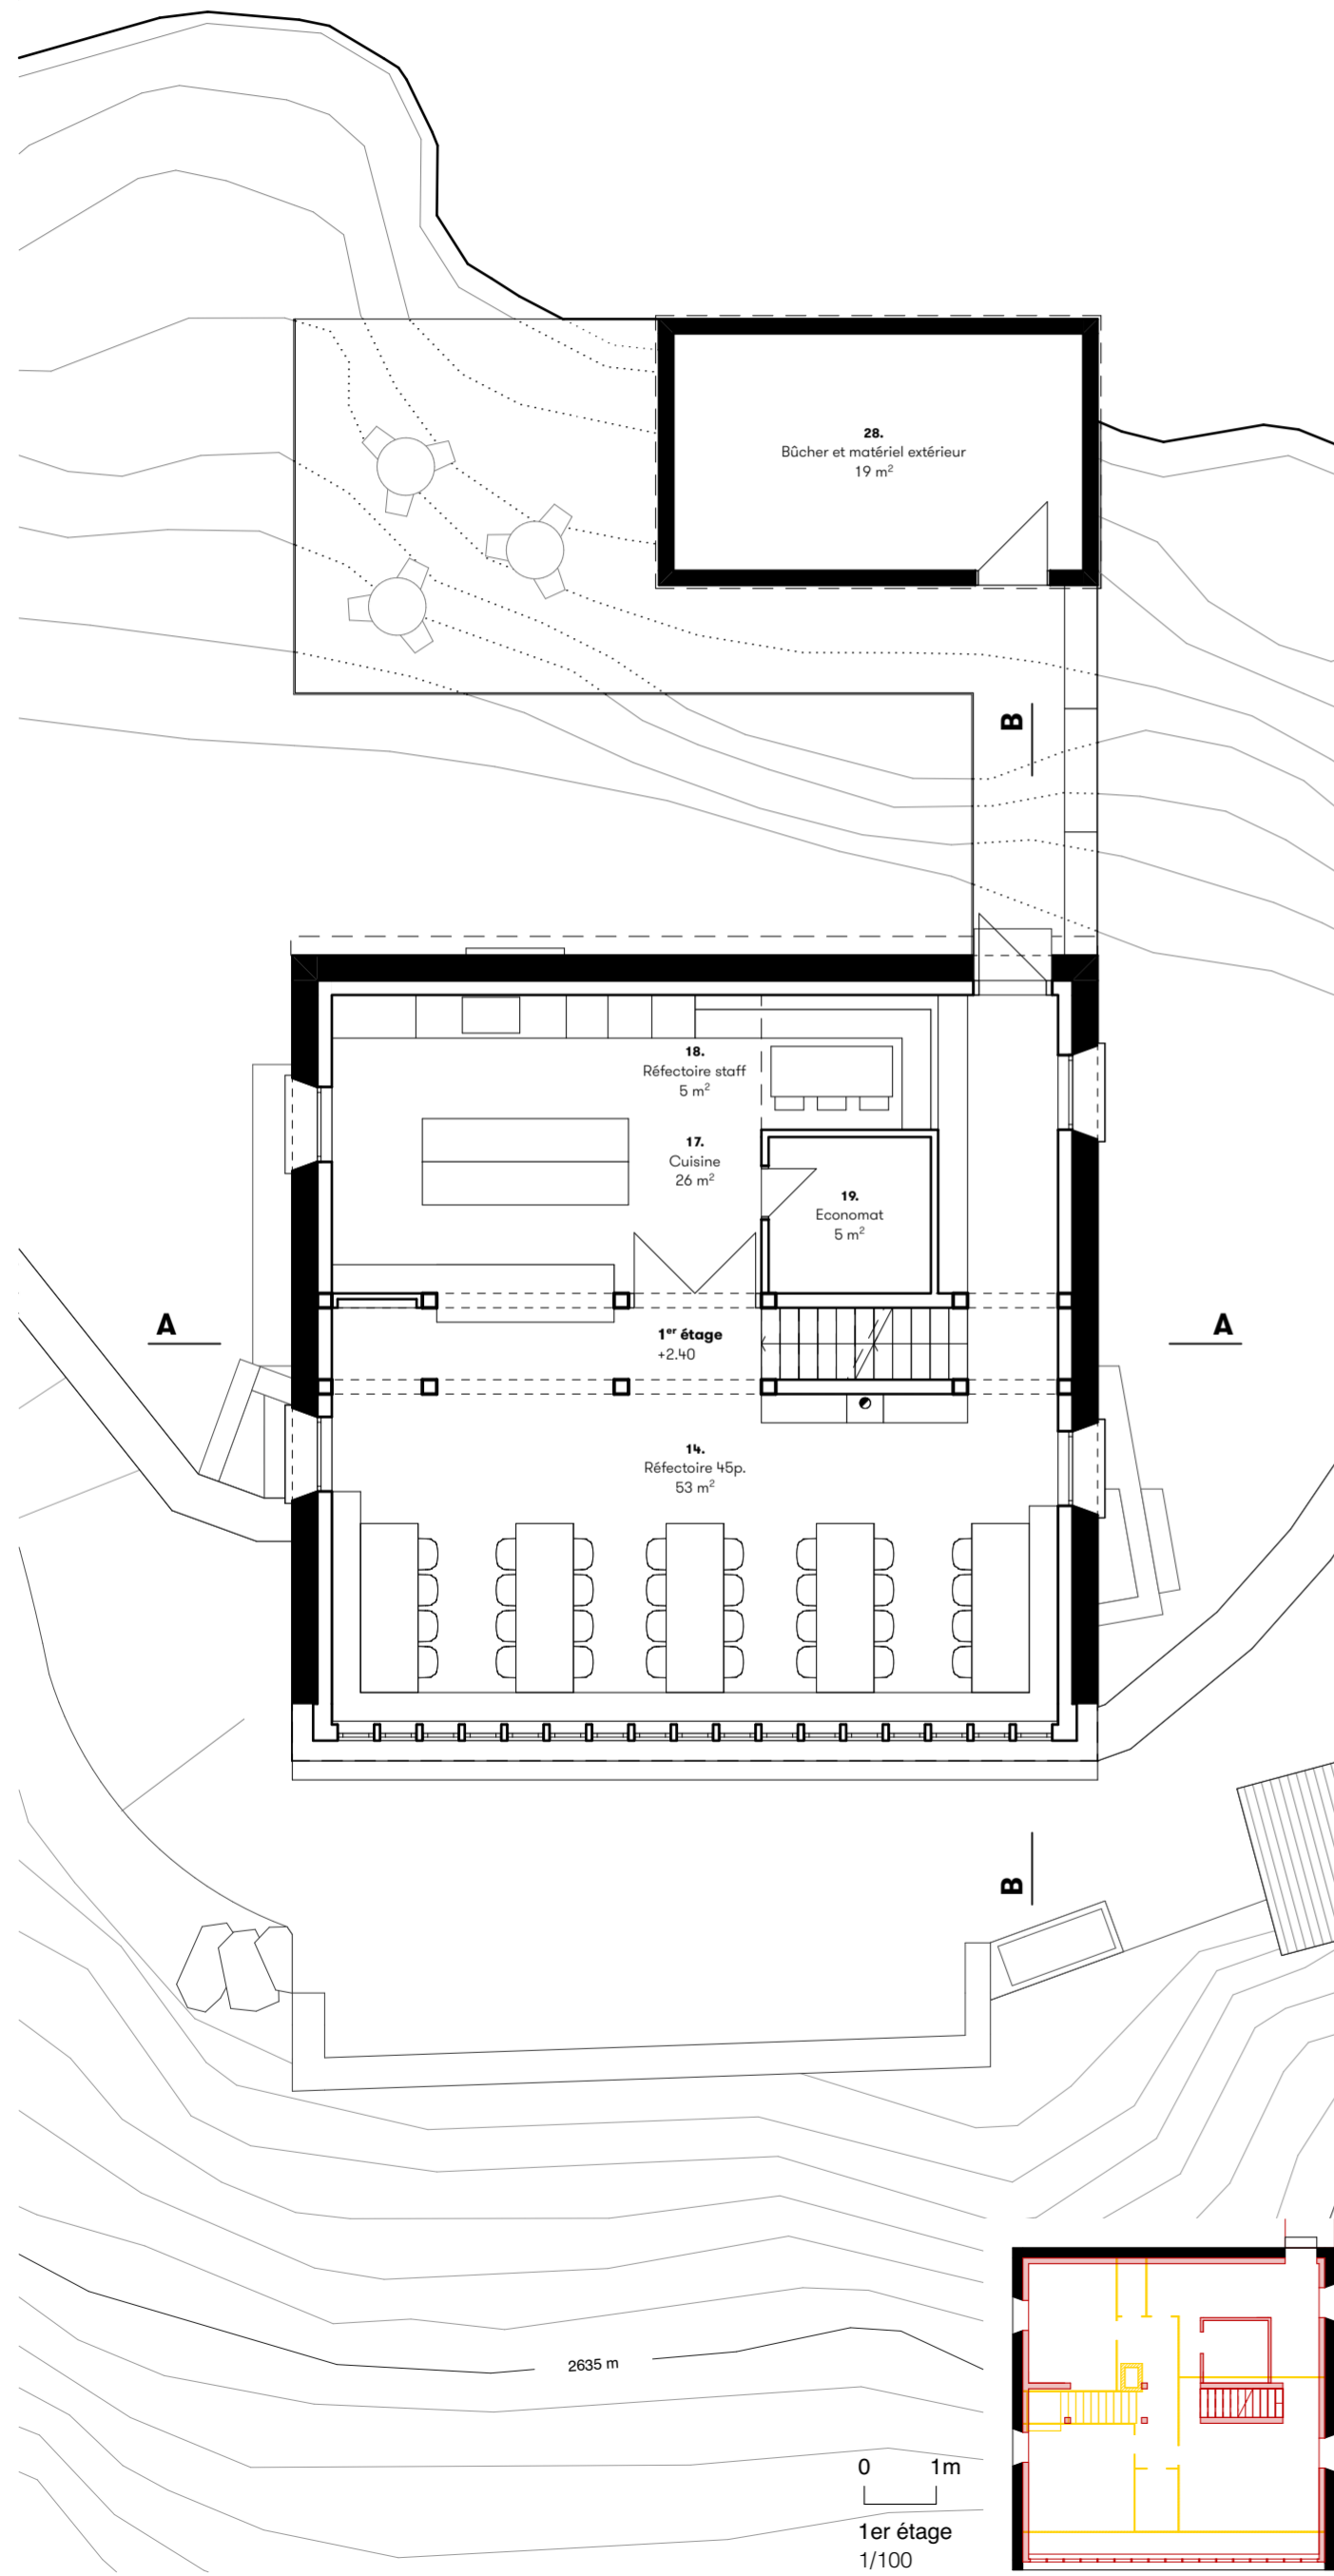 28.
Bûcher et matériel extérieur
19 m²
B
18.
Réfectoire staff
5 m²
17.
Cuisine
26 m²
19.
Economat
5 m²
A
1er étage
+2.40
A
14.
Réfectoire 45p.
53 m²
B
2635 m
0 1m
1er étage
1/100